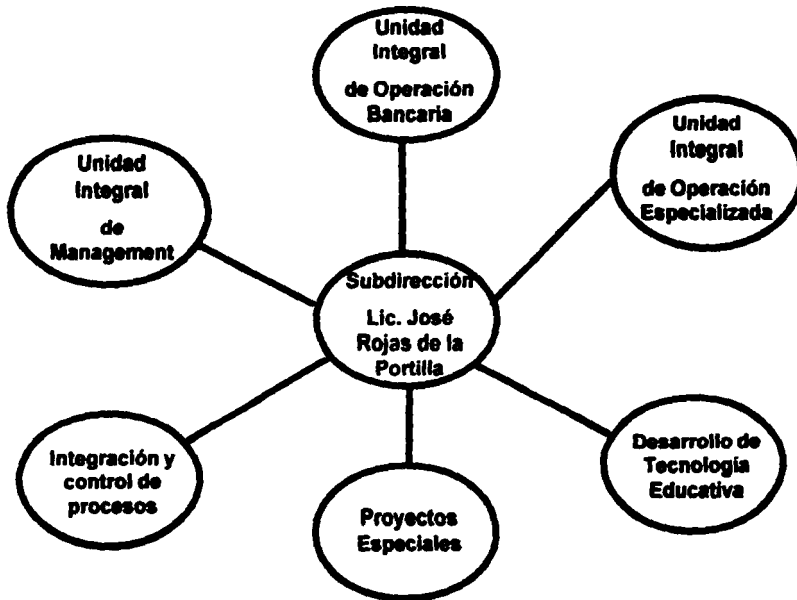 Unidad
Integral
de Operación
Bancaria
Unidad
Integral
de Operación
Especializada
Unidad
Integral
de
Management
Subdirección
Lic. José
Rojas de la
Portilla
Integración y
control de
procesos
Proyectos
Especiales
Desarrollo de
Tecnología
Educativa